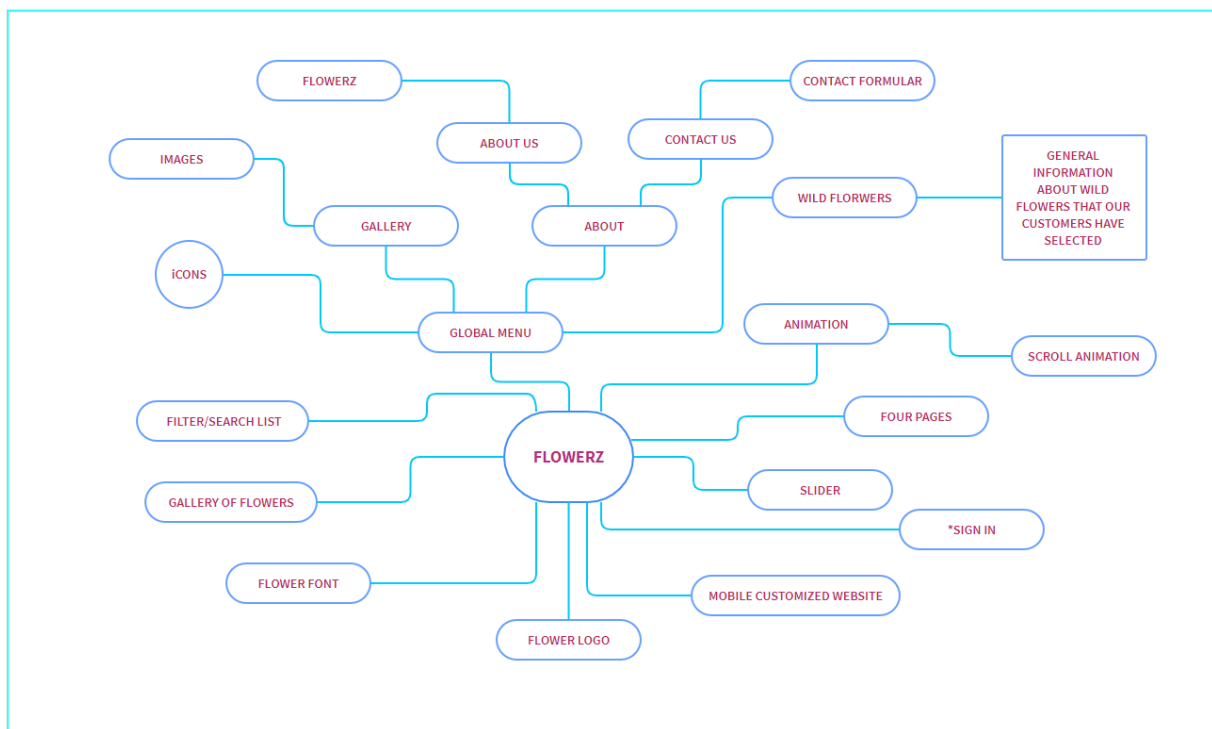 FLOWERZ
CONTACT FORMULAR
ABOUT US
CONTACT US
IMAGES
GENERAL
INFORMATION
ABOUT WILD
FLOWERS THAT OUR
CUSTOMERS HAVE
SELECTED
WILD FLORWERS
GALLERY
ABOUT
iCONS
GLOBAL MENU
ANIMATION
SCROLL ANIMATION
FILTER/SEARCH LIST
FOUR PAGES
FLOWERZ
GALLERY OF FLOWERS
SLIDER
*SIGN IN
FLOWER FONT
MOBILE CUSTOMIZED WEBSITE
FLOWER LOGO